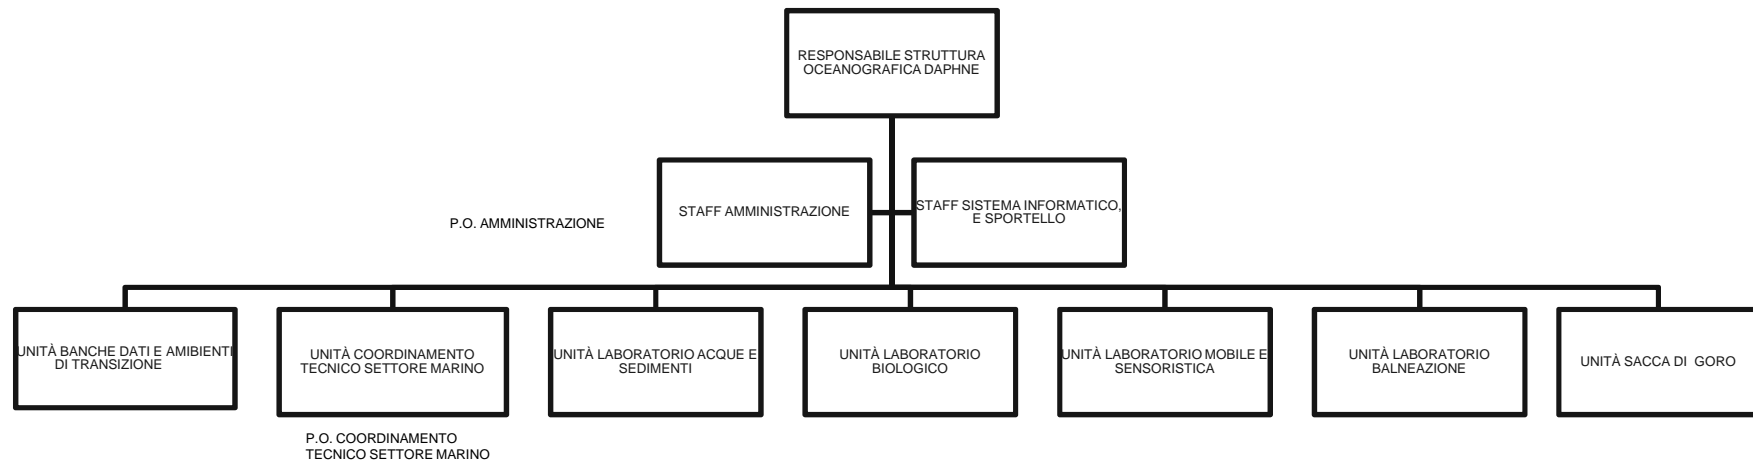 RESPONSABILE STRUTTURA
OCEANOGRAFICA DAPHNE
STAFF AMMINISTRAZIONE
STAFF SISTEMA INFORMATICO,
E SPORTELLO
P.O. AMMINISTRAZIONE
UNITÀ BANCHE DATI E AMIBIENTI
DI TRANSIZIONE
UNITÀ COORDINAMENTO
TECNICO SETTORE MARINO
UNITÀ LABORATORIO ACQUE E
SEDIMENTI
UNITÀ LABORATORIO
BIOLOGICO
UNITÀ LABORATORIO MOBILE E
SENSORISTICA
UNITÀ LABORATORIO
BALNEAZIONE
UNITÀ SACCA DI GORO
P.O. COORDINAMENTO
TECNICO SETTORE MARINO